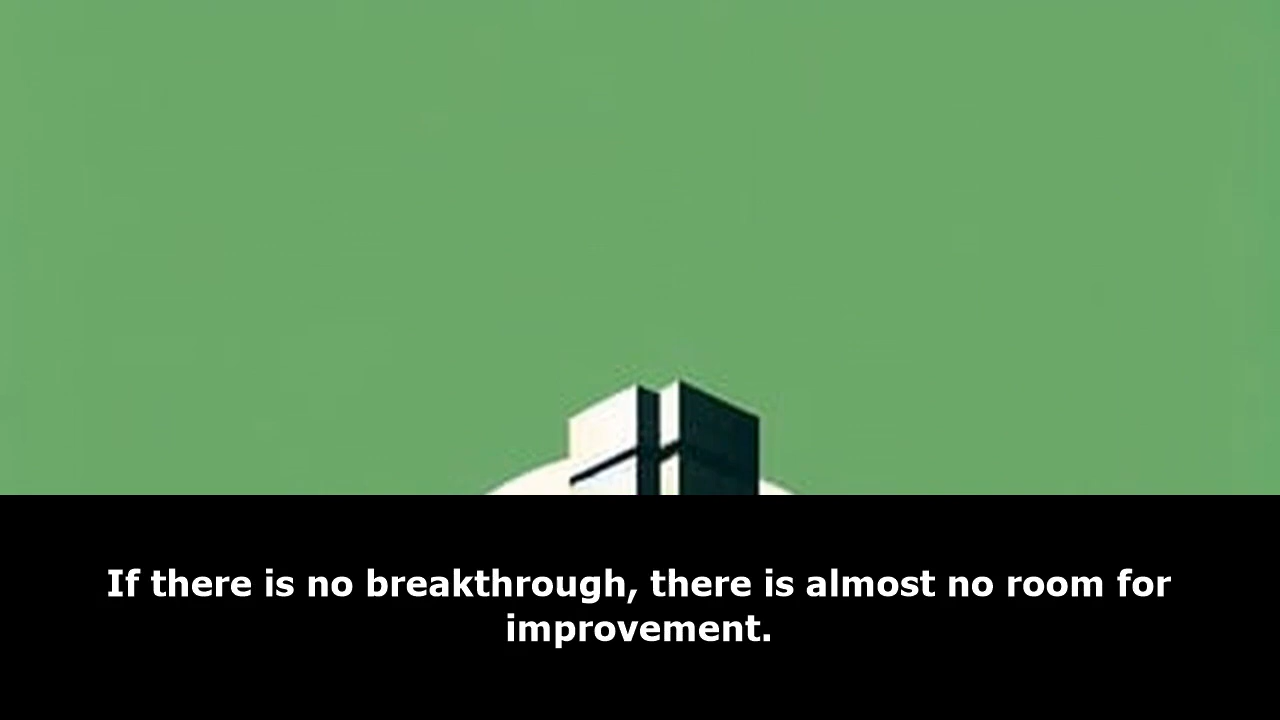 If there is no breakthrough, there is almost no room for
improvement.